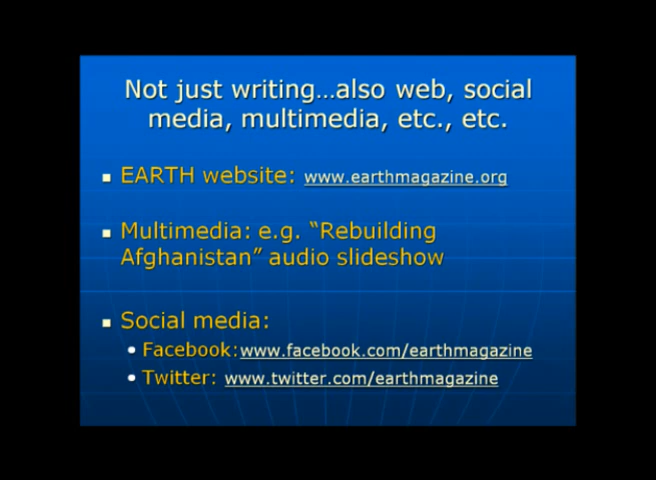 Not just writing…also web, social
media, multimedia, etc., etc.
EARTH website: www.earthmagazine.org
Multimedia: e.g. “Rebuilding
Afghanistan” audio slideshow
Social media:
Facebook:www.facebook.com/earthmagazine
Twitter: www.twitter.com/earthmagazine